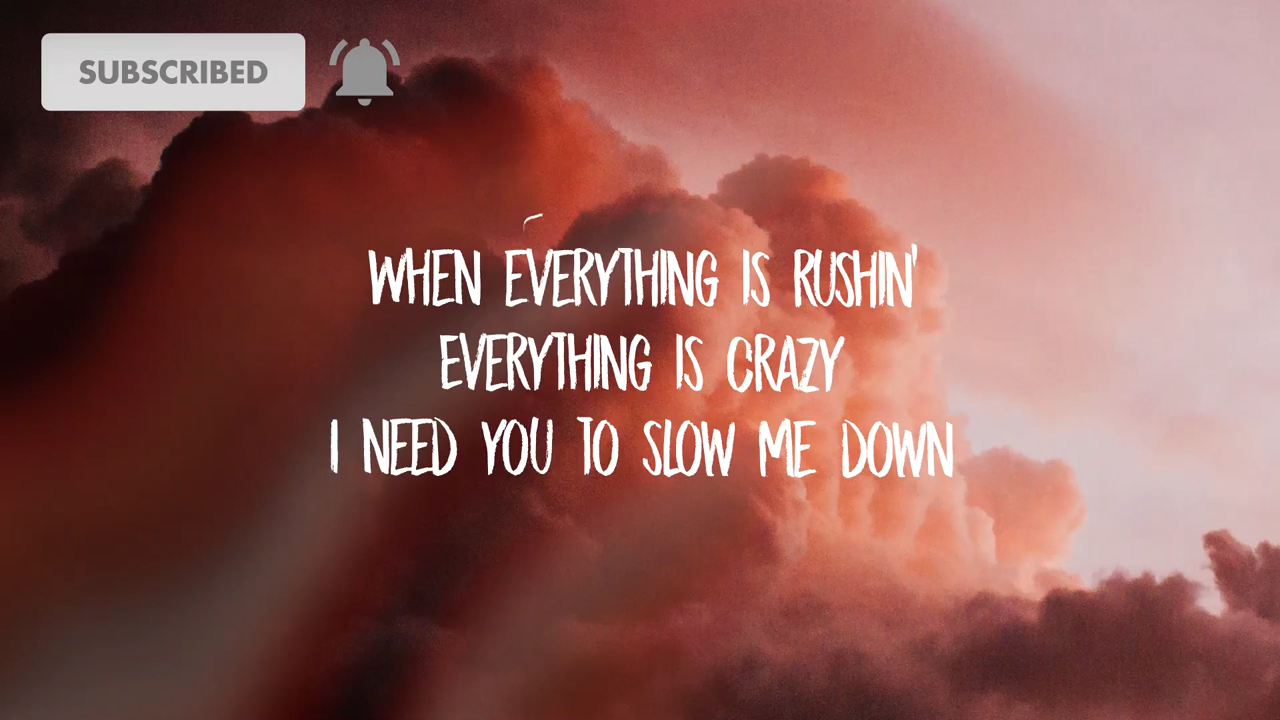 SUBSCRIBED
WHEN EVERYTHING IS RUSHIN'
EVERYTHING IS CRAZY
I NEED YOU TO SLOW ME DOWN